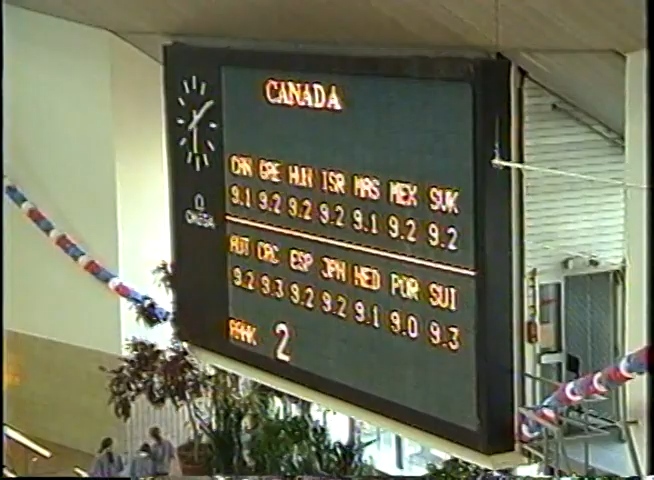 CANADA
CAN GRE HUN ISR MAS MEX SVK
9.1 9.2 9.2 9.2 9.1 9.2 9.2
AUT CRC ESP JPN NED POR SUI
9.2 9.3 9.2 9.2 9.1 9.0 9.3
RANK 2
Ω
OMEGA